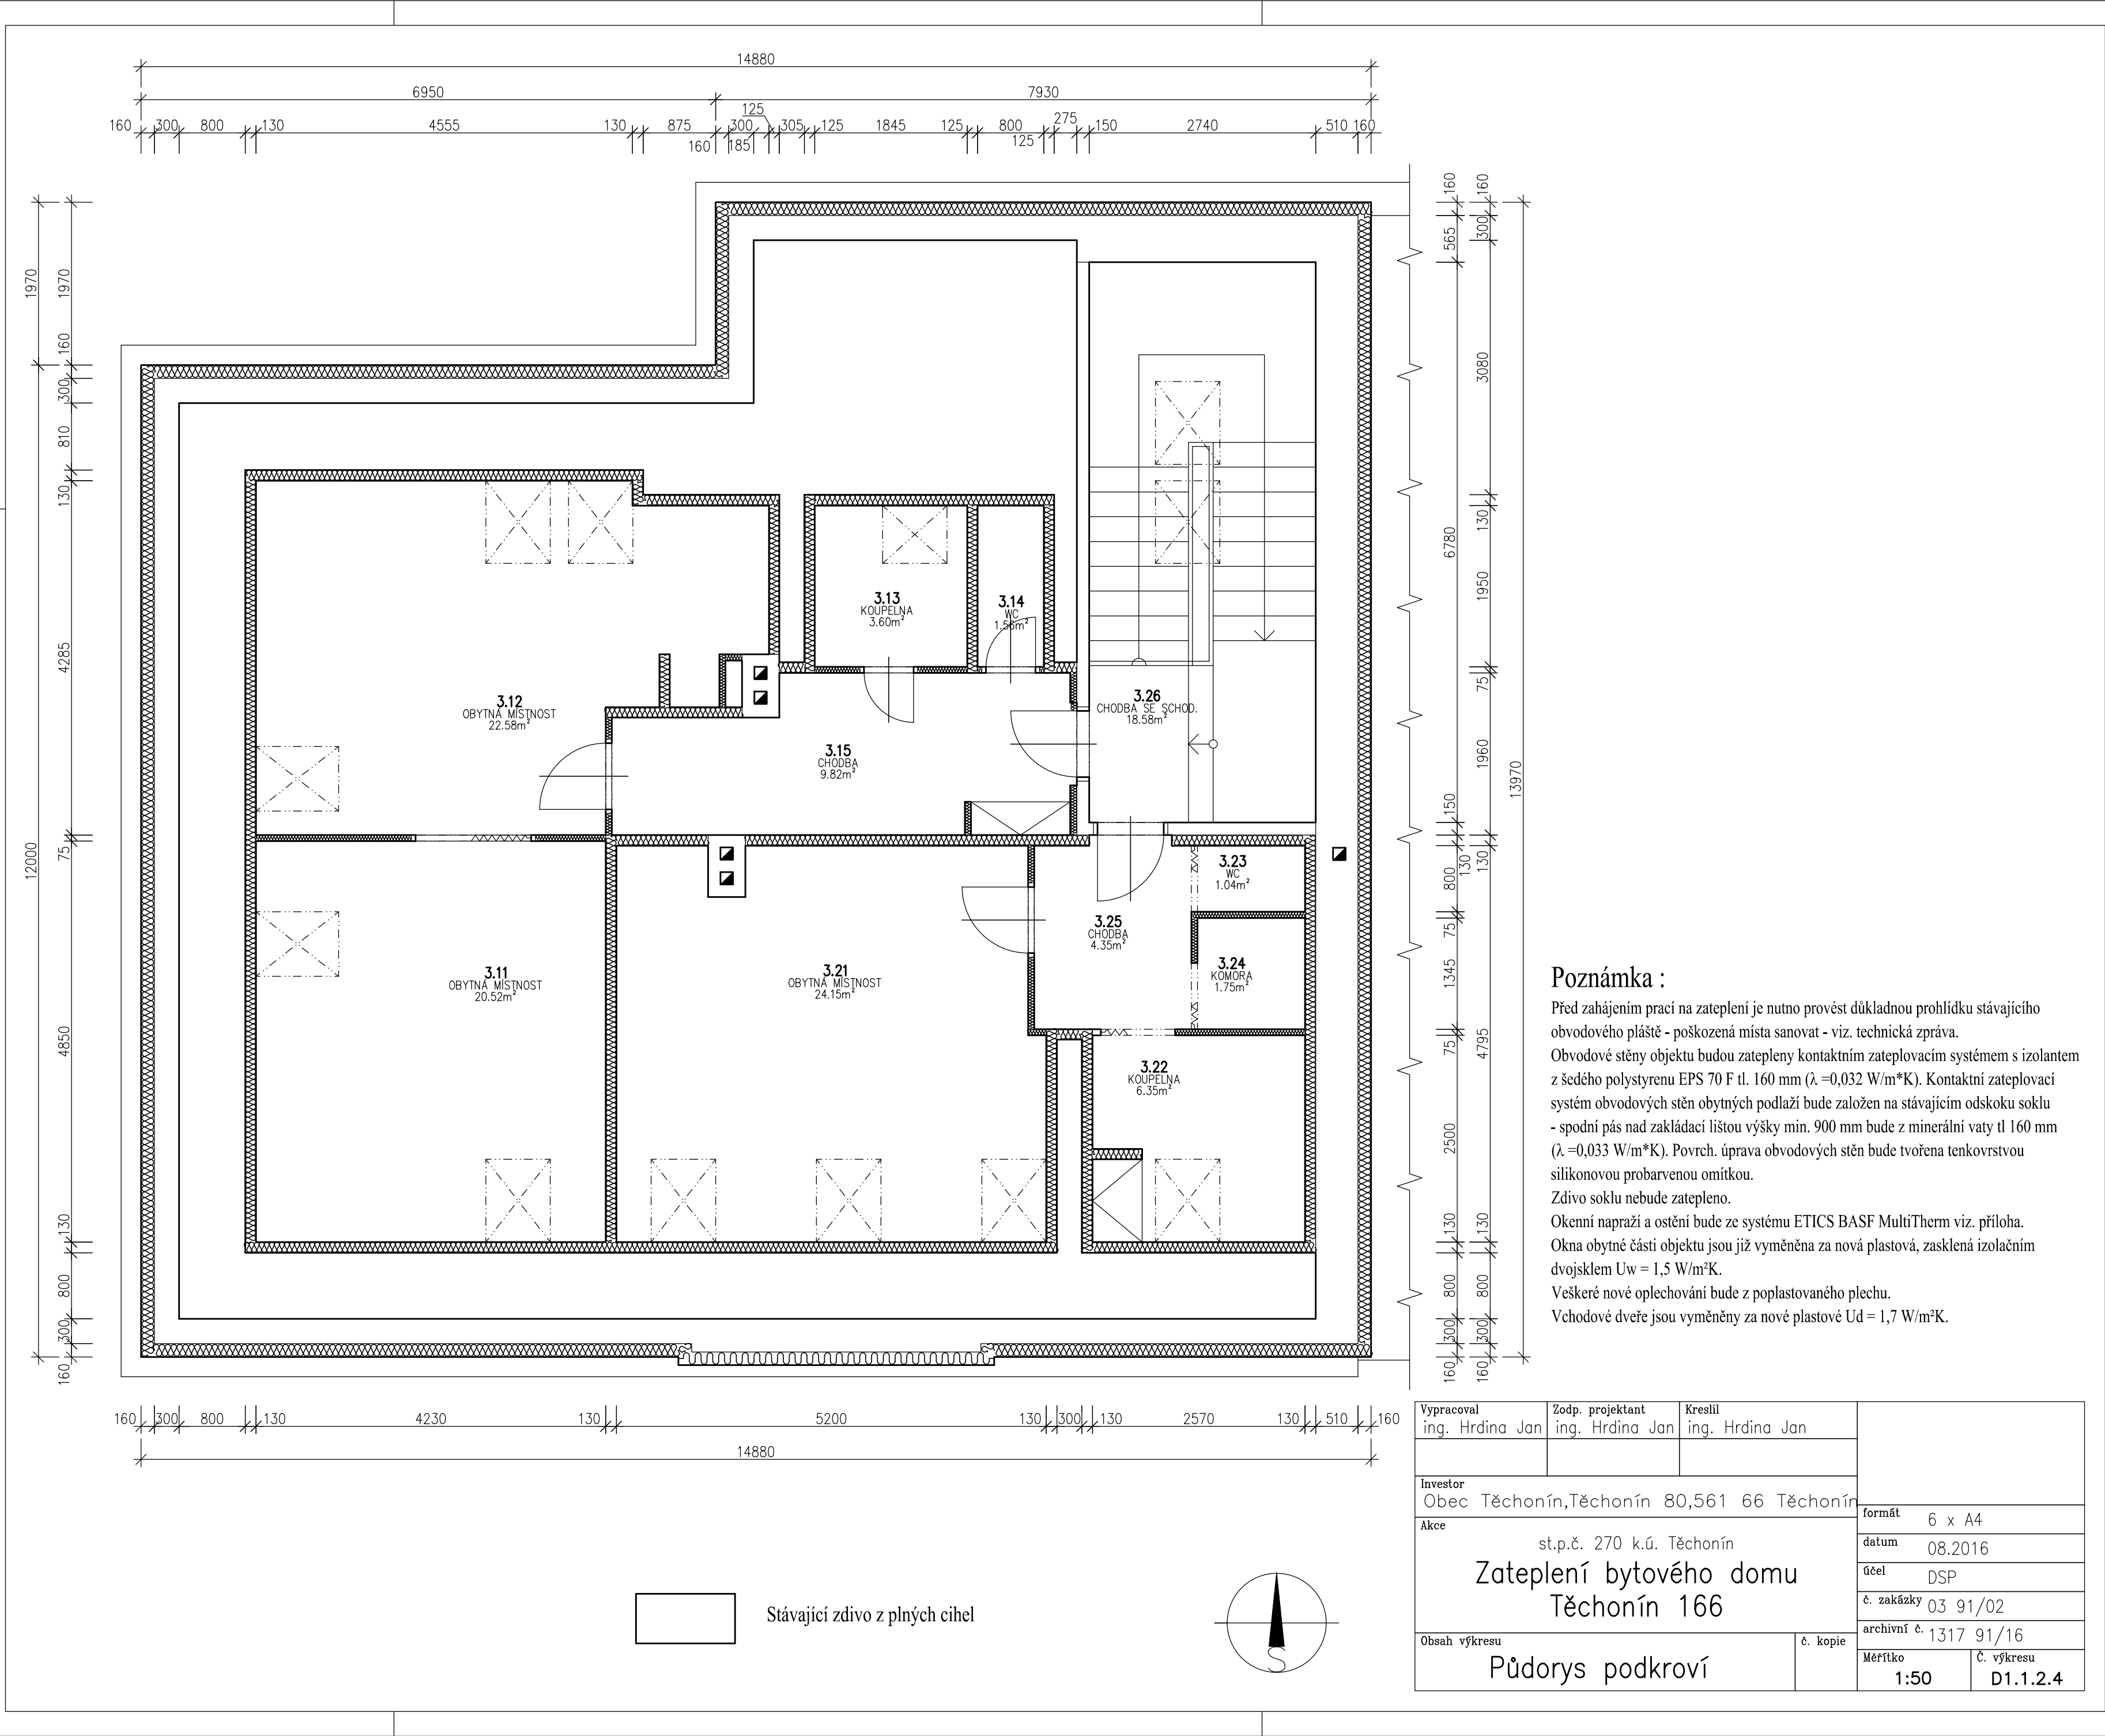 14880
6950 7930
125 275
160 300 800 130 4555 130 875 300 305 125 1845 125 800 150 2740 510 160
160 185 125
1970 1970
160
300
810
130
4285
75
12000
4850
130
800
300
160
160 160
565 300
3080
6780 130
1950
75
1960
150
13970
130 130
800
75
1345
75 4795
2500
130 130
800 800
300 300
160 160
3.13
KOUPELNA
3.60m²
3.14
WC
1.56m²
3.12
OBYTNÁ MÍSTNOST
22.58m²
3.26
CHODBA SE SCHOD.
18.58m²
3.15
CHODBA
9.82m²
3.23
WC
1.04m²
3.25
CHODBA
4.35m²
3.24
KOMORA
1.75m²
3.11
OBYTNÁ MÍSTNOST
20.52m²
3.21
OBYTNÁ MÍSTNOST
24.15m²
3.22
KOUPELNA
6.35m²
160 300 800 130 4230 130 5200 130 300 130 2570 130 510 160
14880
Poznámka :
Před zahájením prací na zateplení je nutno provést důkladnou prohlídku stávajícího
obvodového pláště - poškozená místa sanovat - viz. technická zpráva.
Obvodové stěny objektu budou zatepleny kontaktním zateplovacím systémem s izolantem
z šedého polystyrenu EPS 70 F tl. 160 mm (λ =0,032 W/m*K). Kontaktní zateplovací
systém obvodových stěn obytných podlaží bude založen na stávajícím odskoku soklu
- spodní pás nad zakládací lištou výšky min. 900 mm bude z minerální vaty tl 160 mm
(λ =0,033 W/m*K). Povrch. úprava obvodových stěn bude tvořena tenkovrstvou
silikonovou probarvenou omítkou.
Zdivo soklu nebude zatepleno.
Okenní napraží a ostění bude ze systému ETICS BASF MultiTherm viz. příloha.
Okna obytné části objektu jsou již vyměněna za nová plastová, zasklená izolačním
dvojsklem Uw = 1,5 W/m²K.
Veškeré nové oplechování bude z poplastovaného plechu.
Vchodové dveře jsou vyměněny za nové plastové Ud = 1,7 W/m²K.
Stávající zdivo z plných cihel
S
Vypracoval Zodp. projektant Kreslil
ing. Hrdina Jan ing. Hrdina Jan ing. Hrdina Jan
Investor
Obec Těchonín,Těchonín 80,561 66 Těchonín
Akce
st.p.č. 270 k.ú. Těchonín
Zateplení bytového domu
Těchonín 166
Obsah výkresu č. kopie
Půdorys podkroví
formát 6 x A4
datum 08.2016
účel DSP
č. zakázky 03 91/02
archivní č. 1317 91/16
Měřítko Č. výkresu
1:50 D1.1.2.4